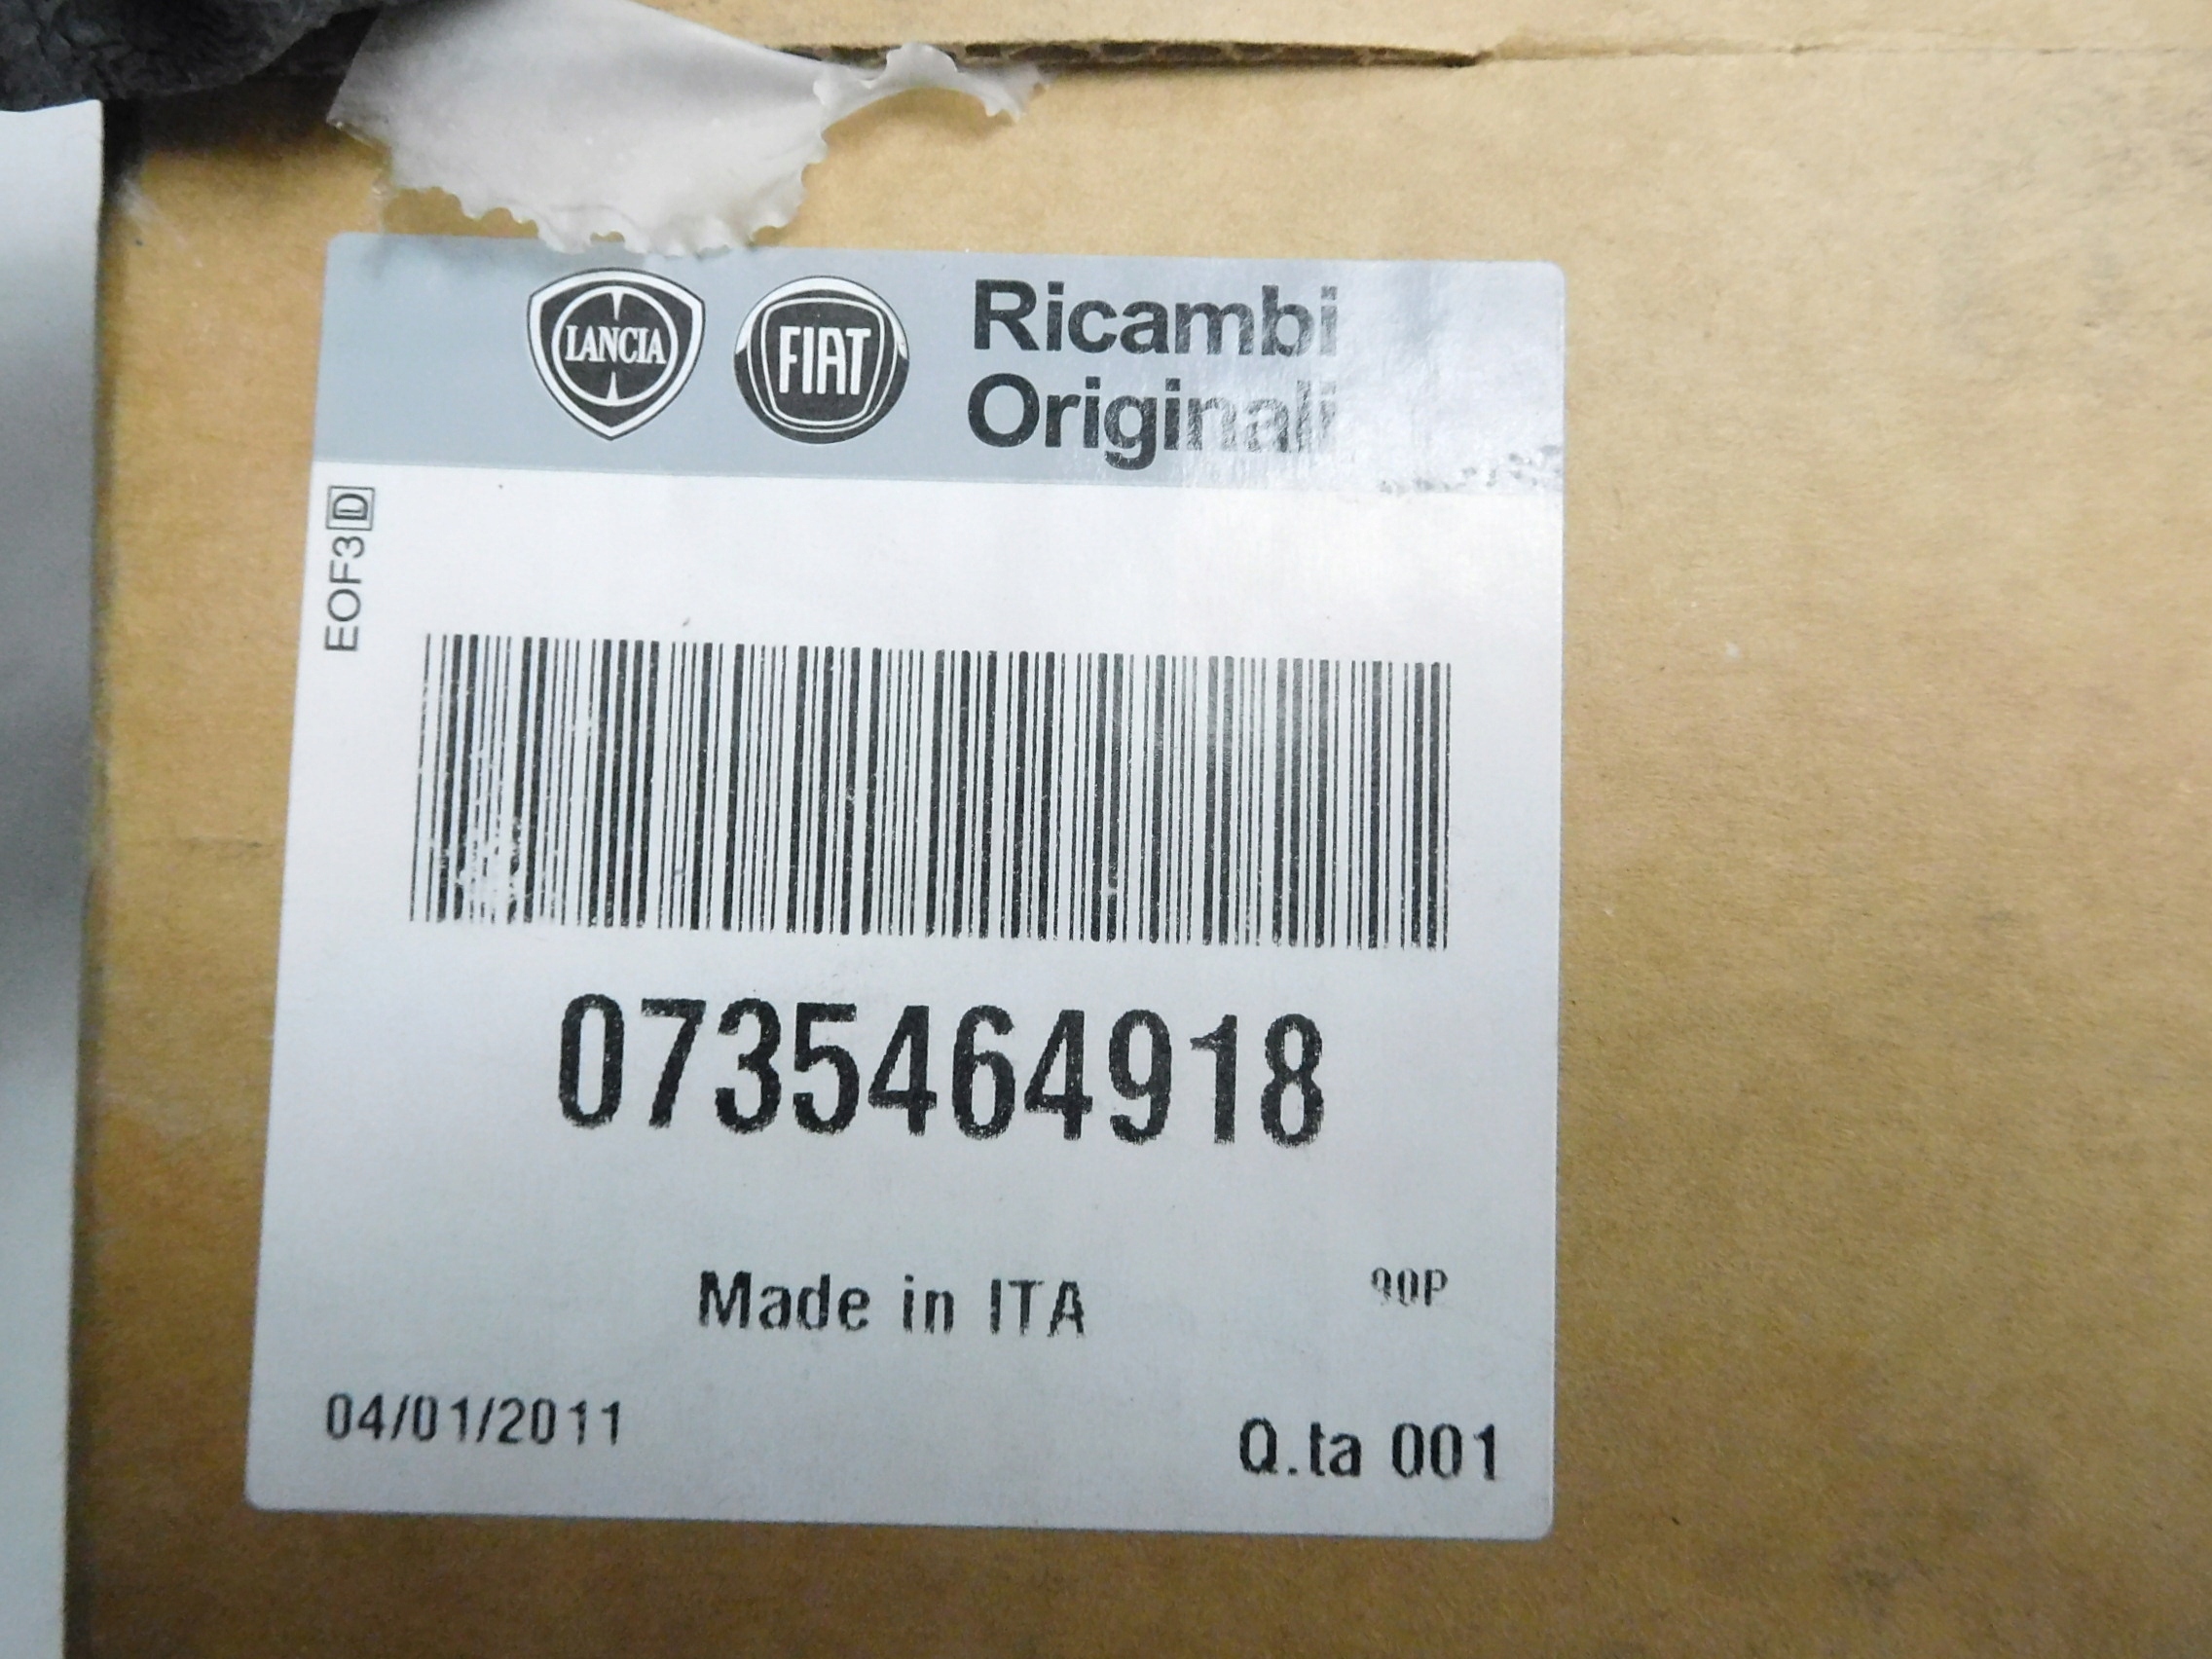 LANCIA
FIAT
Ricambi
Originali
EOF3D
0735464918
Made in ITA
90P
04/01/2011
Q.ta 001